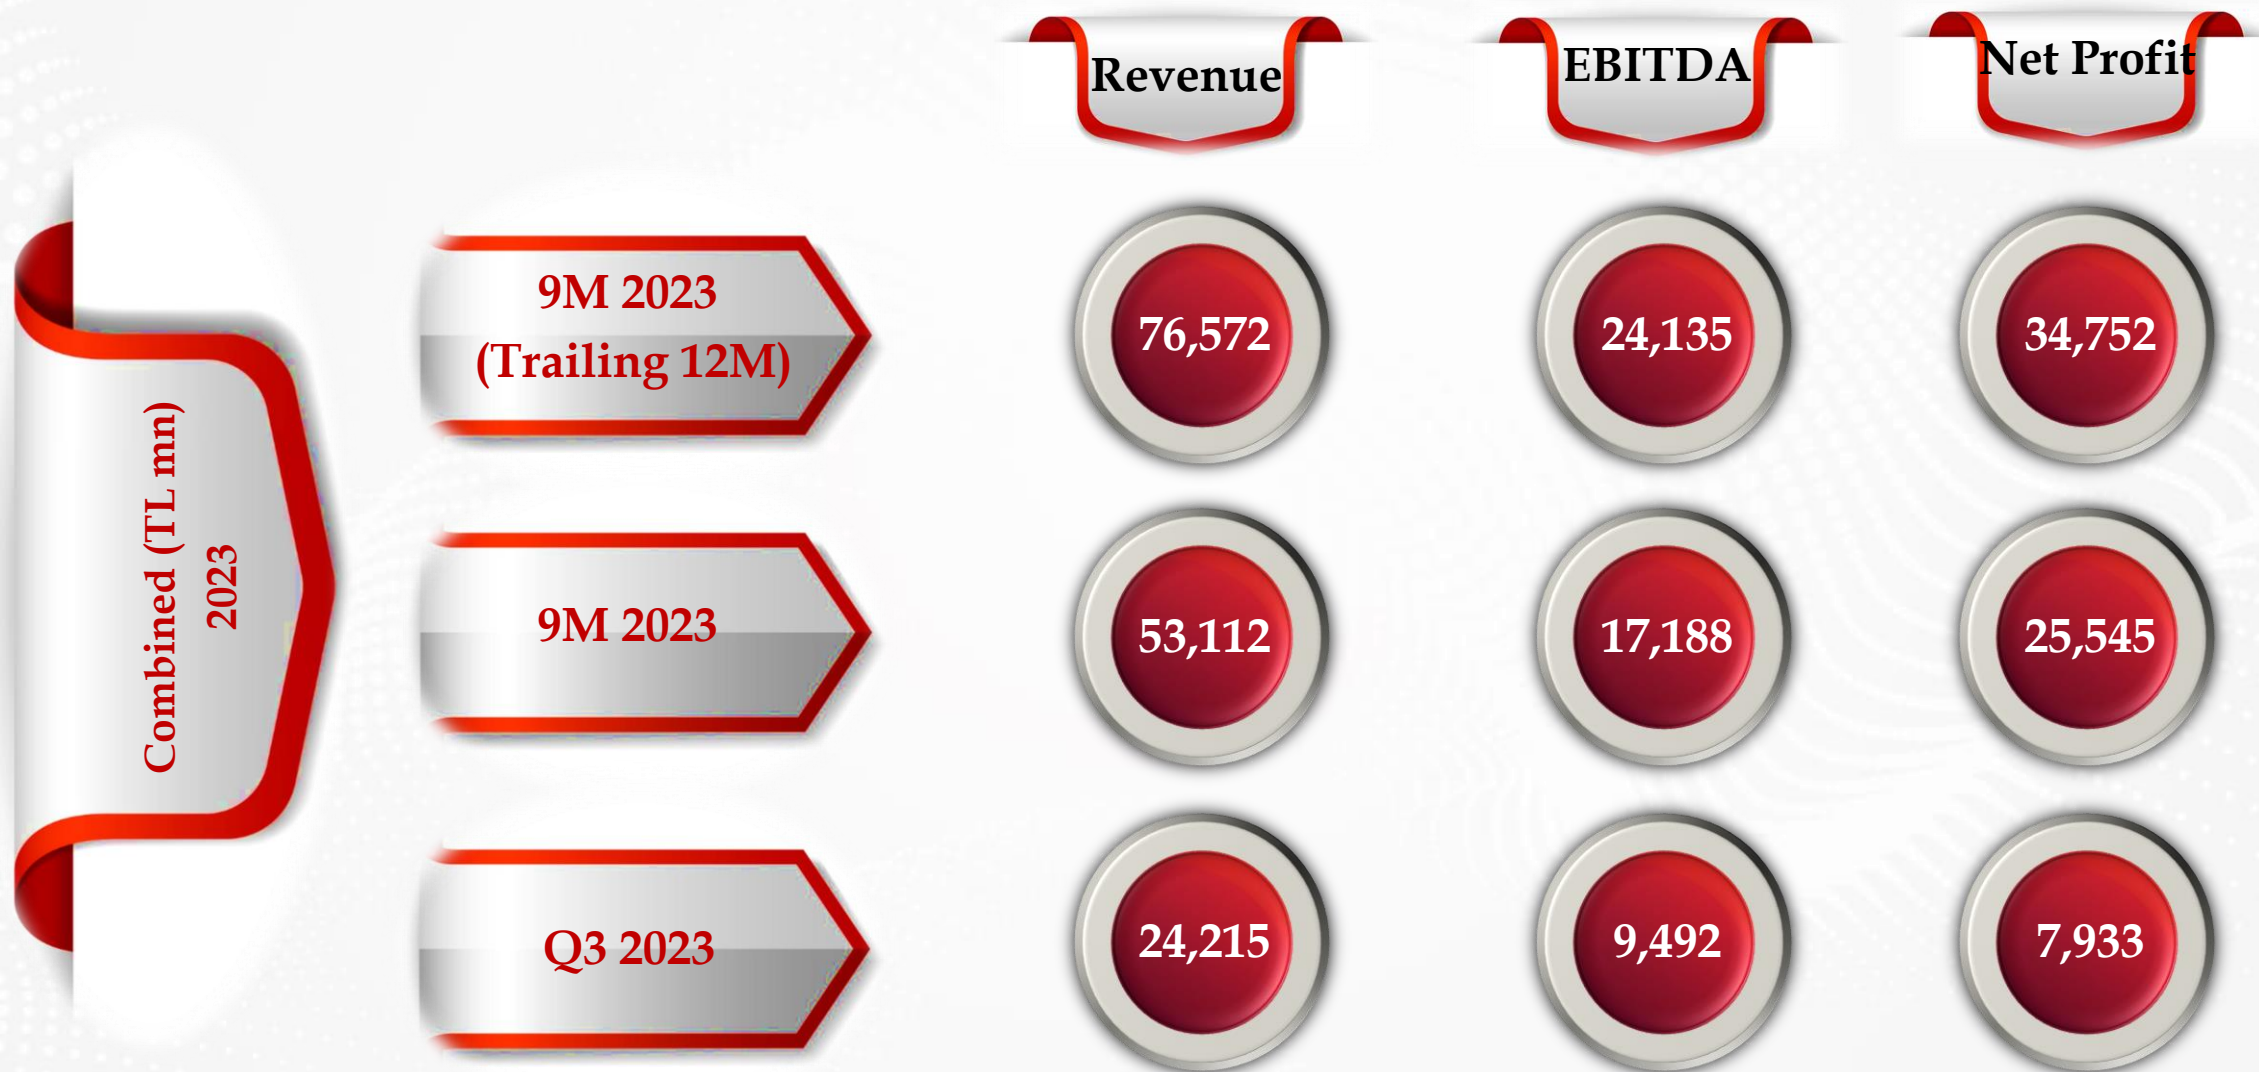 Revenue
EBITDA
Net Profit
Combined (TL mn)
2023
9M 2023
(Trailing 12M)
76,572
24,135
34,752
9M 2023
53,112
17,188
25,545
Q3 2023
24,215
9,492
7,933